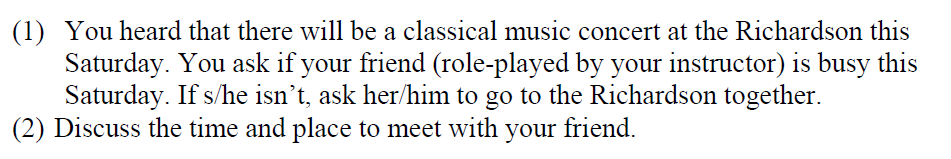 (1) You heard that there will be a classical music concert at the Richardson this
Saturday. You ask if your friend (role-played by your instructor) is busy this
Saturday. If s/he isn’t, ask her/him to go to the Richardson together.
(2) Discuss the time and place to meet with your friend.